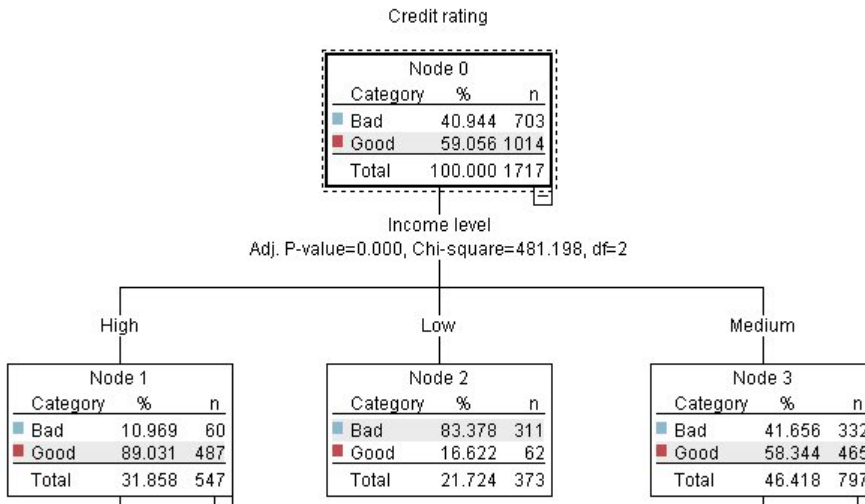 Credit rating
Node 0
Category % n
Bad 40.944 703
Good 59.056 1014
Total 100.000 1717
Income level
Adj. P-value=0.000, Chi-square=481.198, df=2
High
Low
Medium
Node 1
Category % n
Bad 10.969 60
Good 89.031 487
Total 31.858 547
Node 2
Category % n
Bad 83.378 311
Good 16.622 62
Total 21.724 373
Node 3
Category % n
Bad 41.656 332
Good 58.344 465
Total 46.418 797